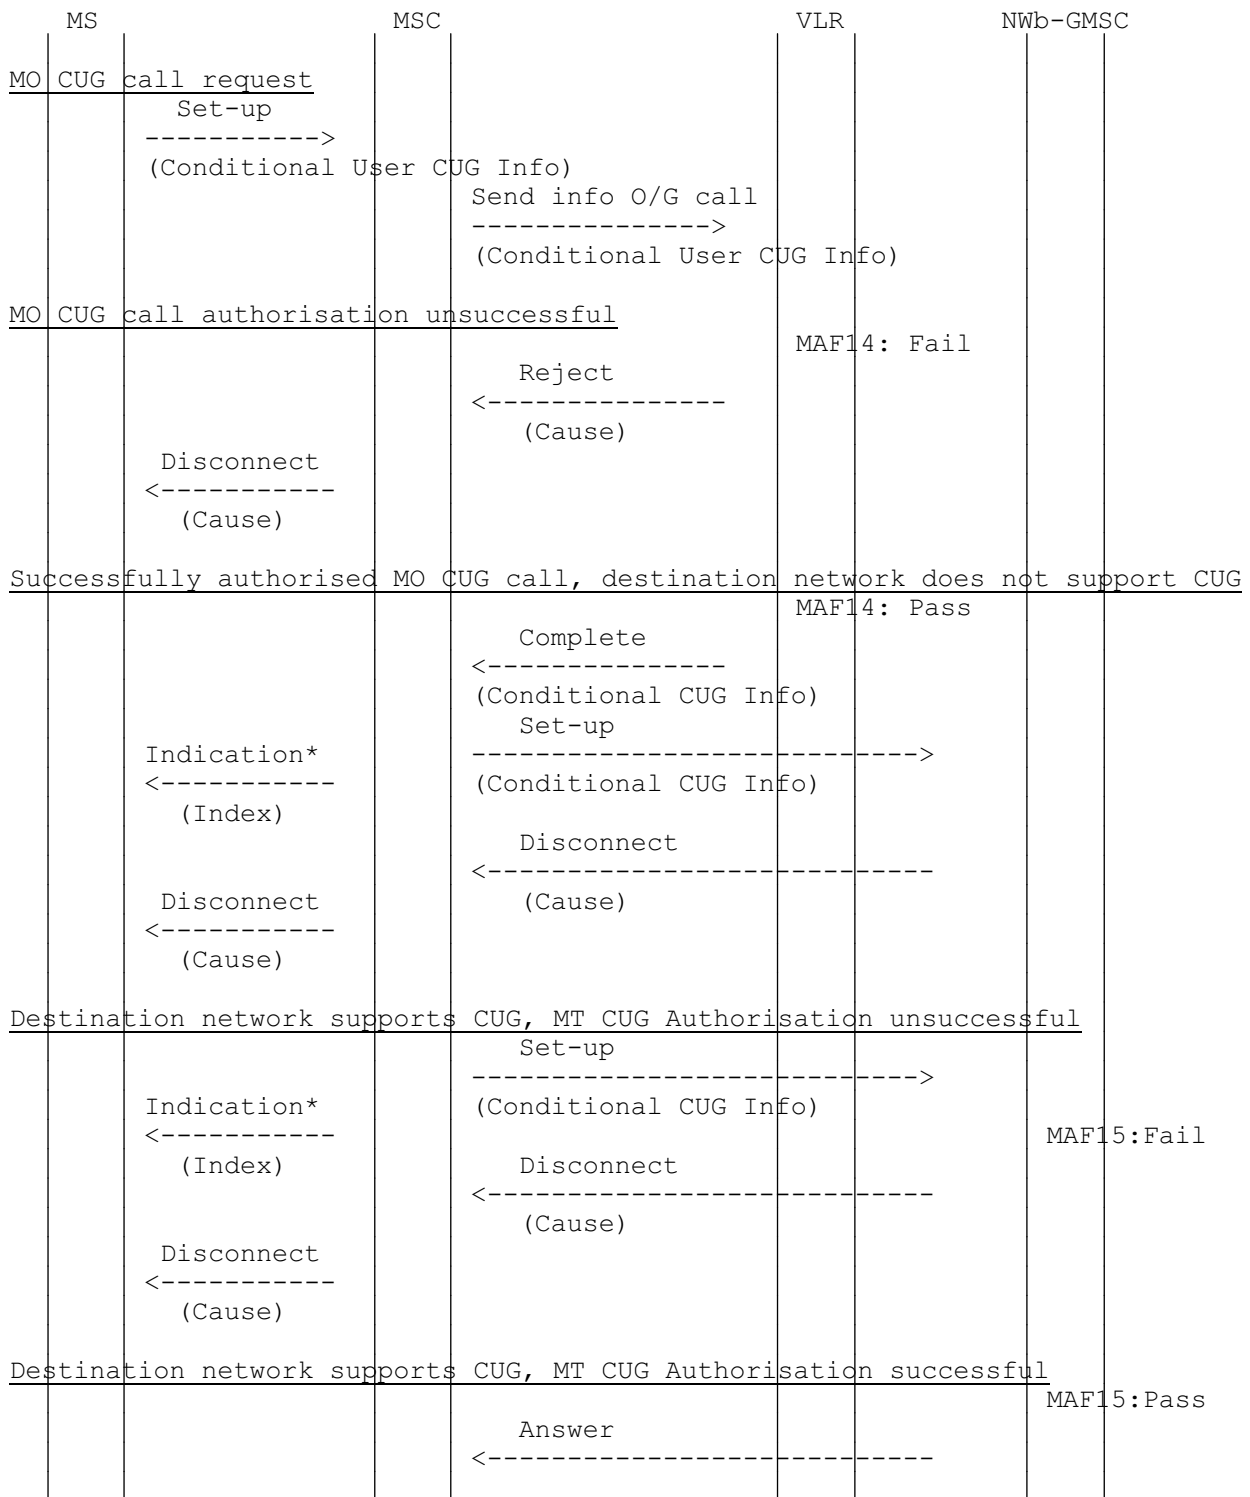 MS MSC VLR NWb-GMSC
MO CUG call request
Set-up
----------->
(Conditional User CUG Info)
Send info O/G call
--------------->
(Conditional User CUG Info)
MO CUG call authorisation unsuccessful
MAF14: Fail
Reject
<---------------
(Cause)
Disconnect
<-----------
(Cause)
Successfully authorised MO CUG call, destination network does not support CUG
MAF14: Pass
Complete
<---------------
(Conditional CUG Info)
Set-up
Indication* ---------------------------->
<----------- (Conditional CUG Info)
(Index)
Disconnect
<----------------------------
Disconnect (Cause)
<-----------
(Cause)
Destination network supports CUG, MT CUG Authorisation unsuccessful
Set-up
---------------------------->
Indication* (Conditional CUG Info)
<----------- MAF15:Fail
(Index) Disconnect
<----------------------------
(Cause)
Disconnect
<-----------
(Cause)
Destination network supports CUG, MT CUG Authorisation successful
MAF15:Pass
Answer
<----------------------------